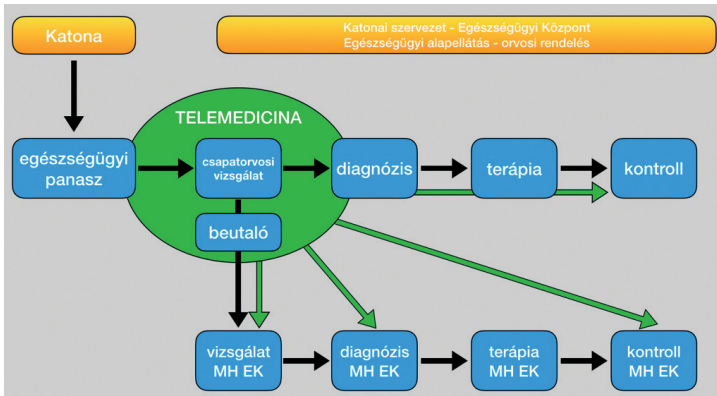 Katona
Katonai szervezet - Egészségügyi Központ
Egészségügyi alapellátás - orvosi rendelés
TELEMEDICINA
egészségügyi
panasz
csapatorvosi
vizsgálat
diagnózis
terápia
kontroll
beutaló
vizsgálat
MH EK
diagnózis
MH EK
terápia
MH EK
kontroll
MH EK